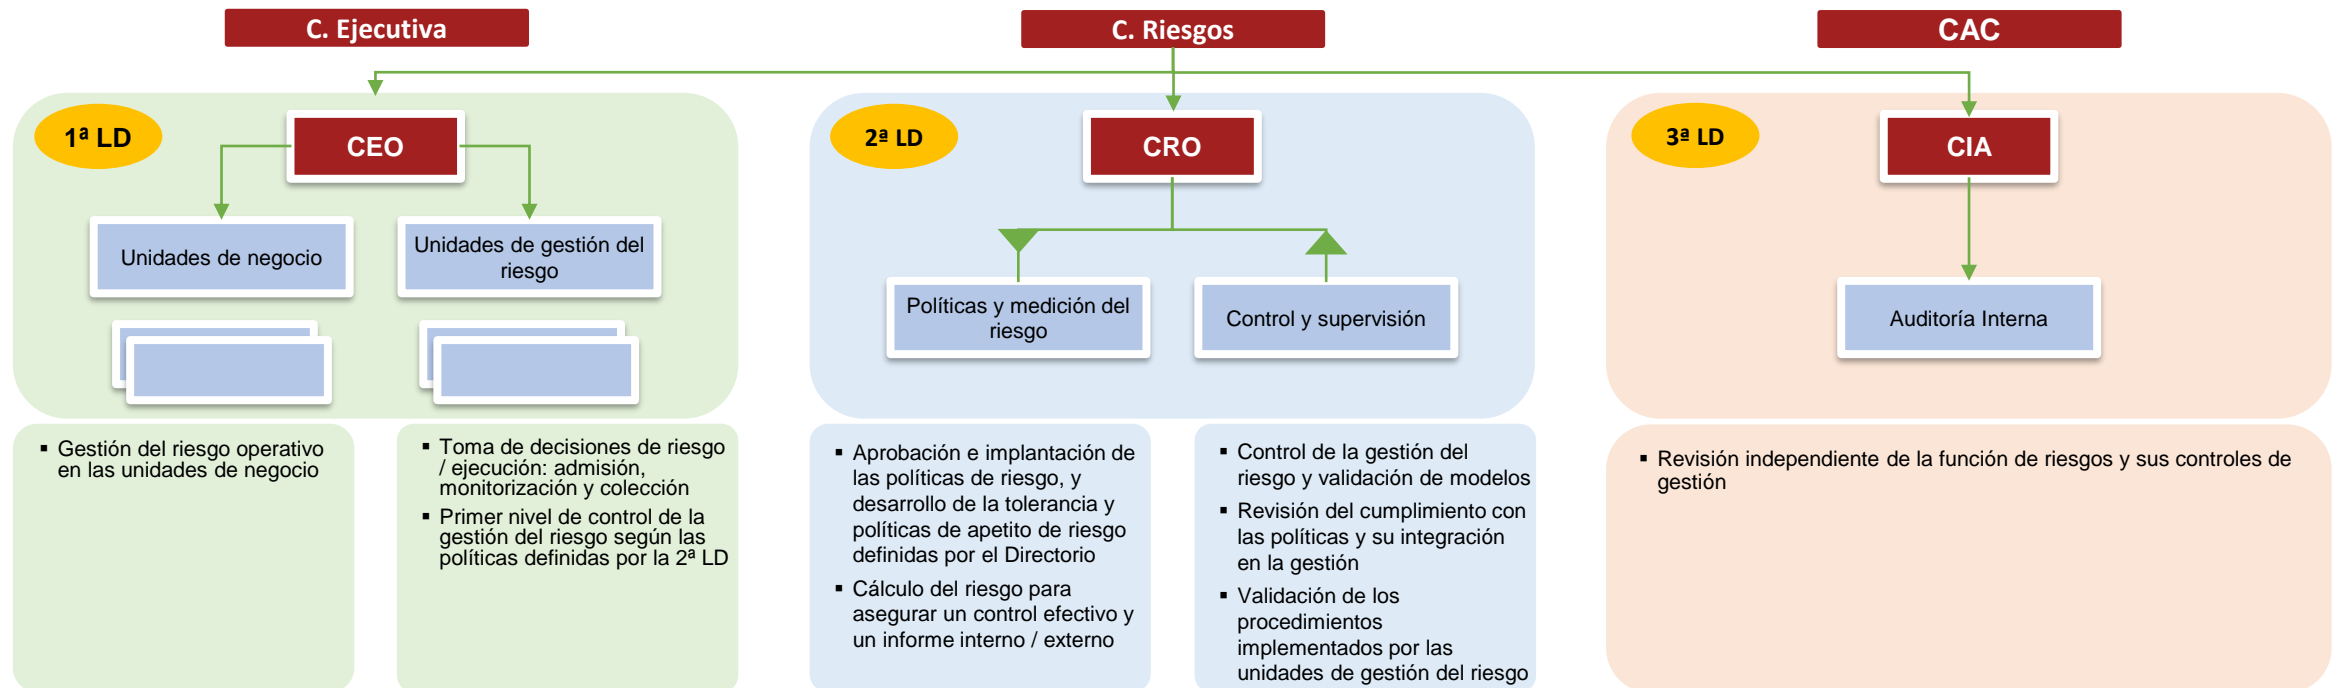 C. Ejecutiva
C. Riesgos
CAC
1ª LD
CEO
Unidades de negocio
Unidades de gestión del
riesgo
2ª LD
CRO
Políticas y medición del
riesgo
Control y supervisión
3ª LD
CIA
Auditoría Interna
▪ Gestión del riesgo operativo
en las unidades de negocio
▪ Toma de decisiones de riesgo
/ ejecución: admisión,
monitorización y colección
▪ Primer nivel de control de la
gestión del riesgo según las
políticas definidas por la 2ª LD
▪ Aprobación e implantación de
las políticas de riesgo, y
desarrollo de la tolerancia y
políticas de apetito de riesgo
definidas por el Directorio
▪ Cálculo del riesgo para
asegurar un control efectivo y
un informe interno / externo
▪ Control de la gestión del
riesgo y validación de modelos
▪ Revisión del cumplimiento con
las políticas y su integración
en la gestión
▪ Validación de los
procedimientos
implementados por las
unidades de gestión del riesgo
▪ Revisión independiente de la función de riesgos y sus controles de
gestión